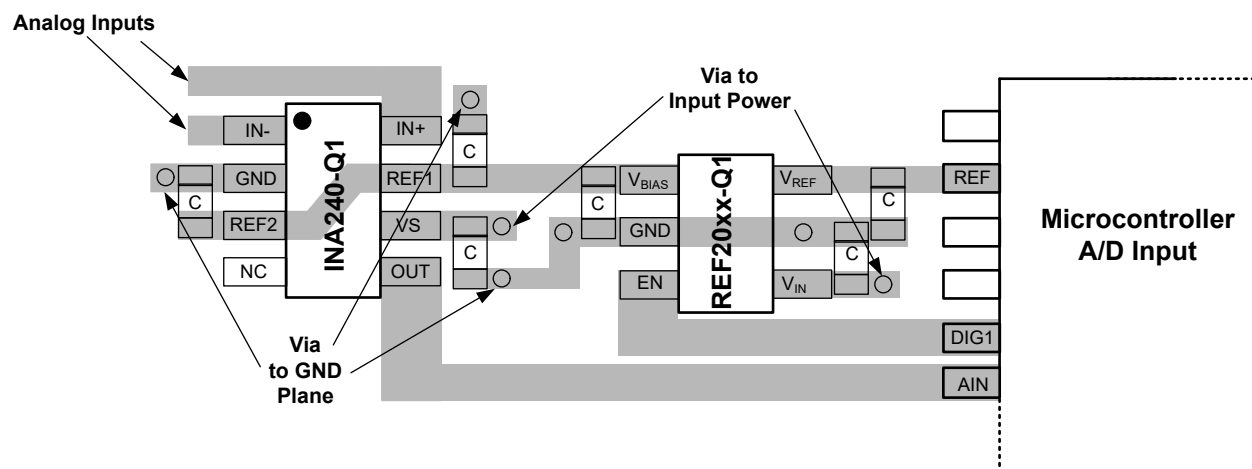 Analog Inputs
Via to
Input Power
IN-
IN+
C
GND
REF1
C
REF2
VS
C
NC
OUT
INA240-Q1
VBIAS
VREF
C
GND
C
C
EN
VIN
REF20xx-Q1
REF
DIG1
AIN
Microcontroller
A/D Input
Via
to GND
Plane